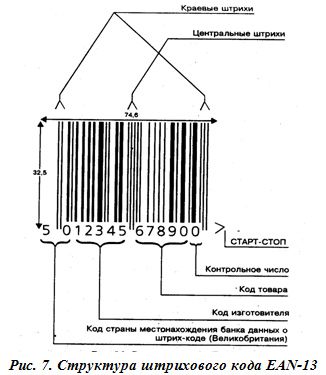 Краевые штрихи
Центральные штрихи
74,6
32,5
5 012345 678900 >
СТАРТ-СТОП
Контрольное число
Код товара
Код изготовителя
Код страны местонахождения банка данных о
штрих-коде (Великобритания)
Рис. 7. Структура штрихового кода EAN-13